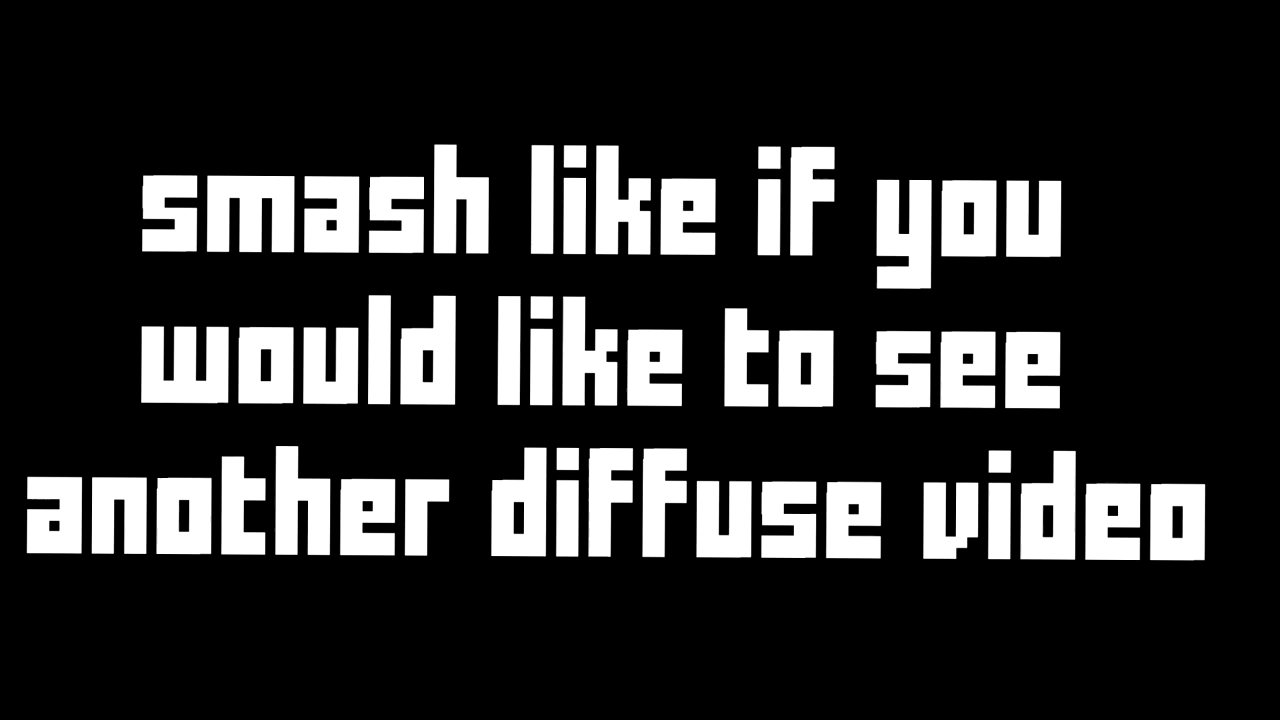 smash like if you
would like to see
another diffuse video